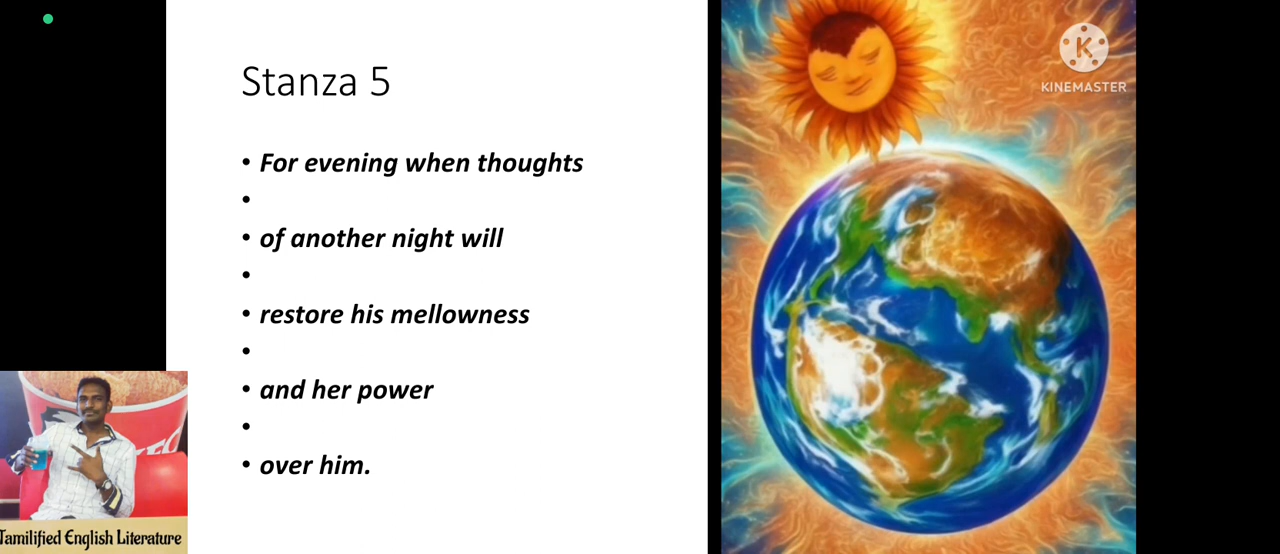 Stanza 5
• For evening when thoughts
•
• of another night will
•
• restore his mellowness
•
• and her power
•
• over him.
K
KINEMASTER
Tamilified English Literature